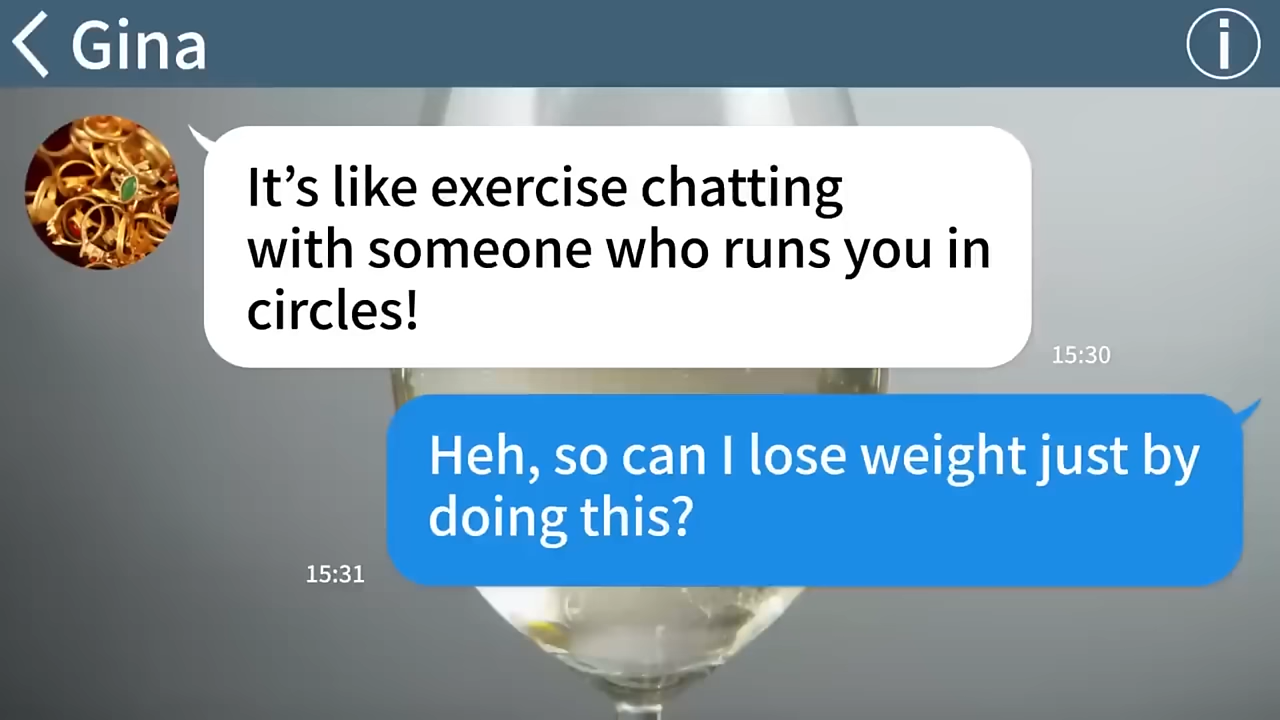 Gina
It’s like exercise chatting
with someone who runs you in
circles!
15:30
Heh, so can I lose weight just by
doing this?
15:31